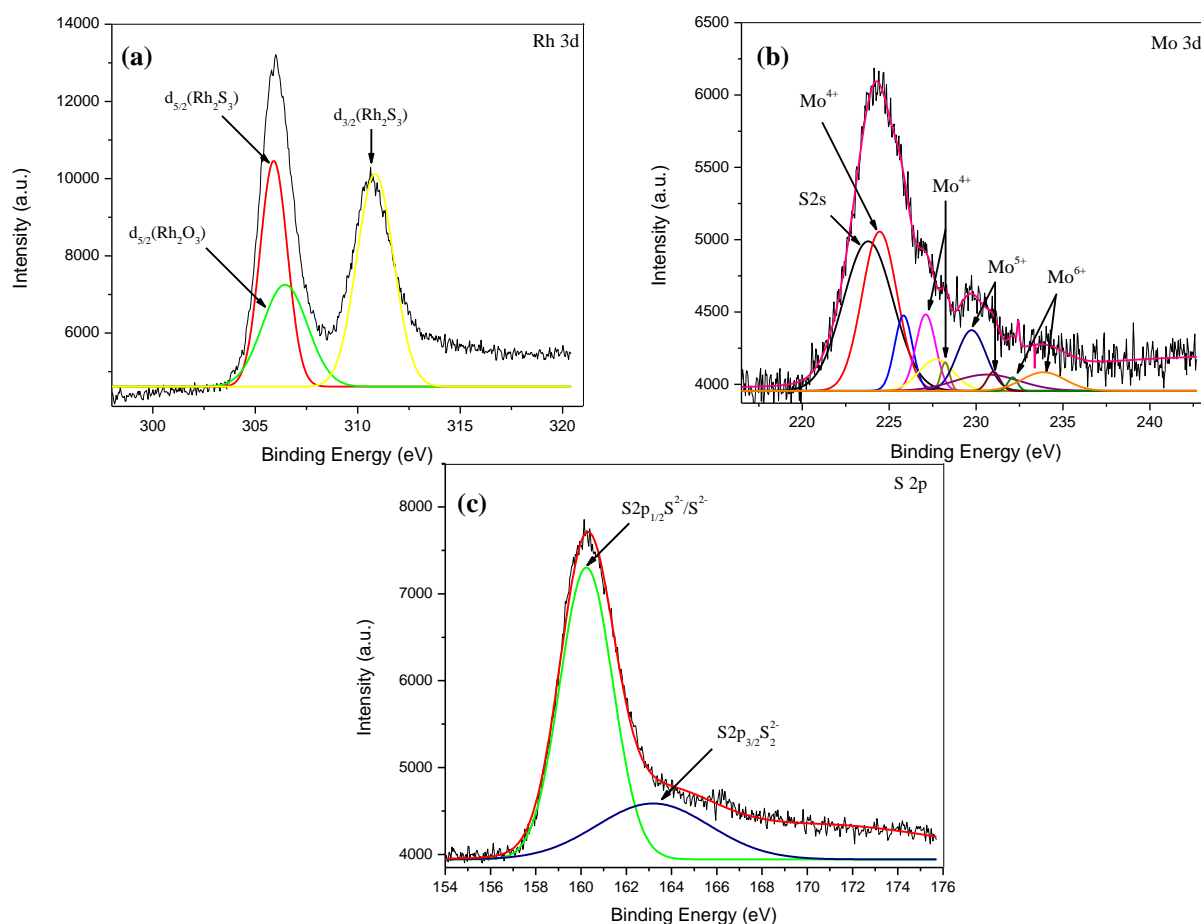 (a)
Rh 3d
d5/2(Rh2S3)
d3/2(Rh2S3)
d5/2(Rh2O3)
14000
12000
10000
8000
6000
Intensity (a.u.)
300 305 310 315 320
Binding Energy (eV)
(b)
Mo 3d
Mo4+
S2s
Mo4+
Mo5+
Mo6+
6500
6000
5500
5000
4500
4000
Intensity (a.u.)
220 225 230 235 240
Binding Energy (eV)
(c)
S 2p
S2p1/2S2-/S2-
S2p3/2S22-
8000
7000
6000
5000
4000
Intensity (a.u.)
154 156 158 160 162 164 166 168 170 172 174 176
Binding Energy (eV)